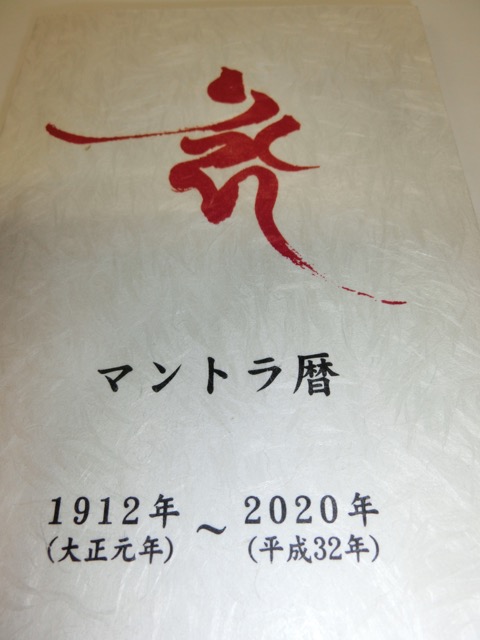 マントラ暦
1912年 ~ 2020年
(大正元年) (平成32年)